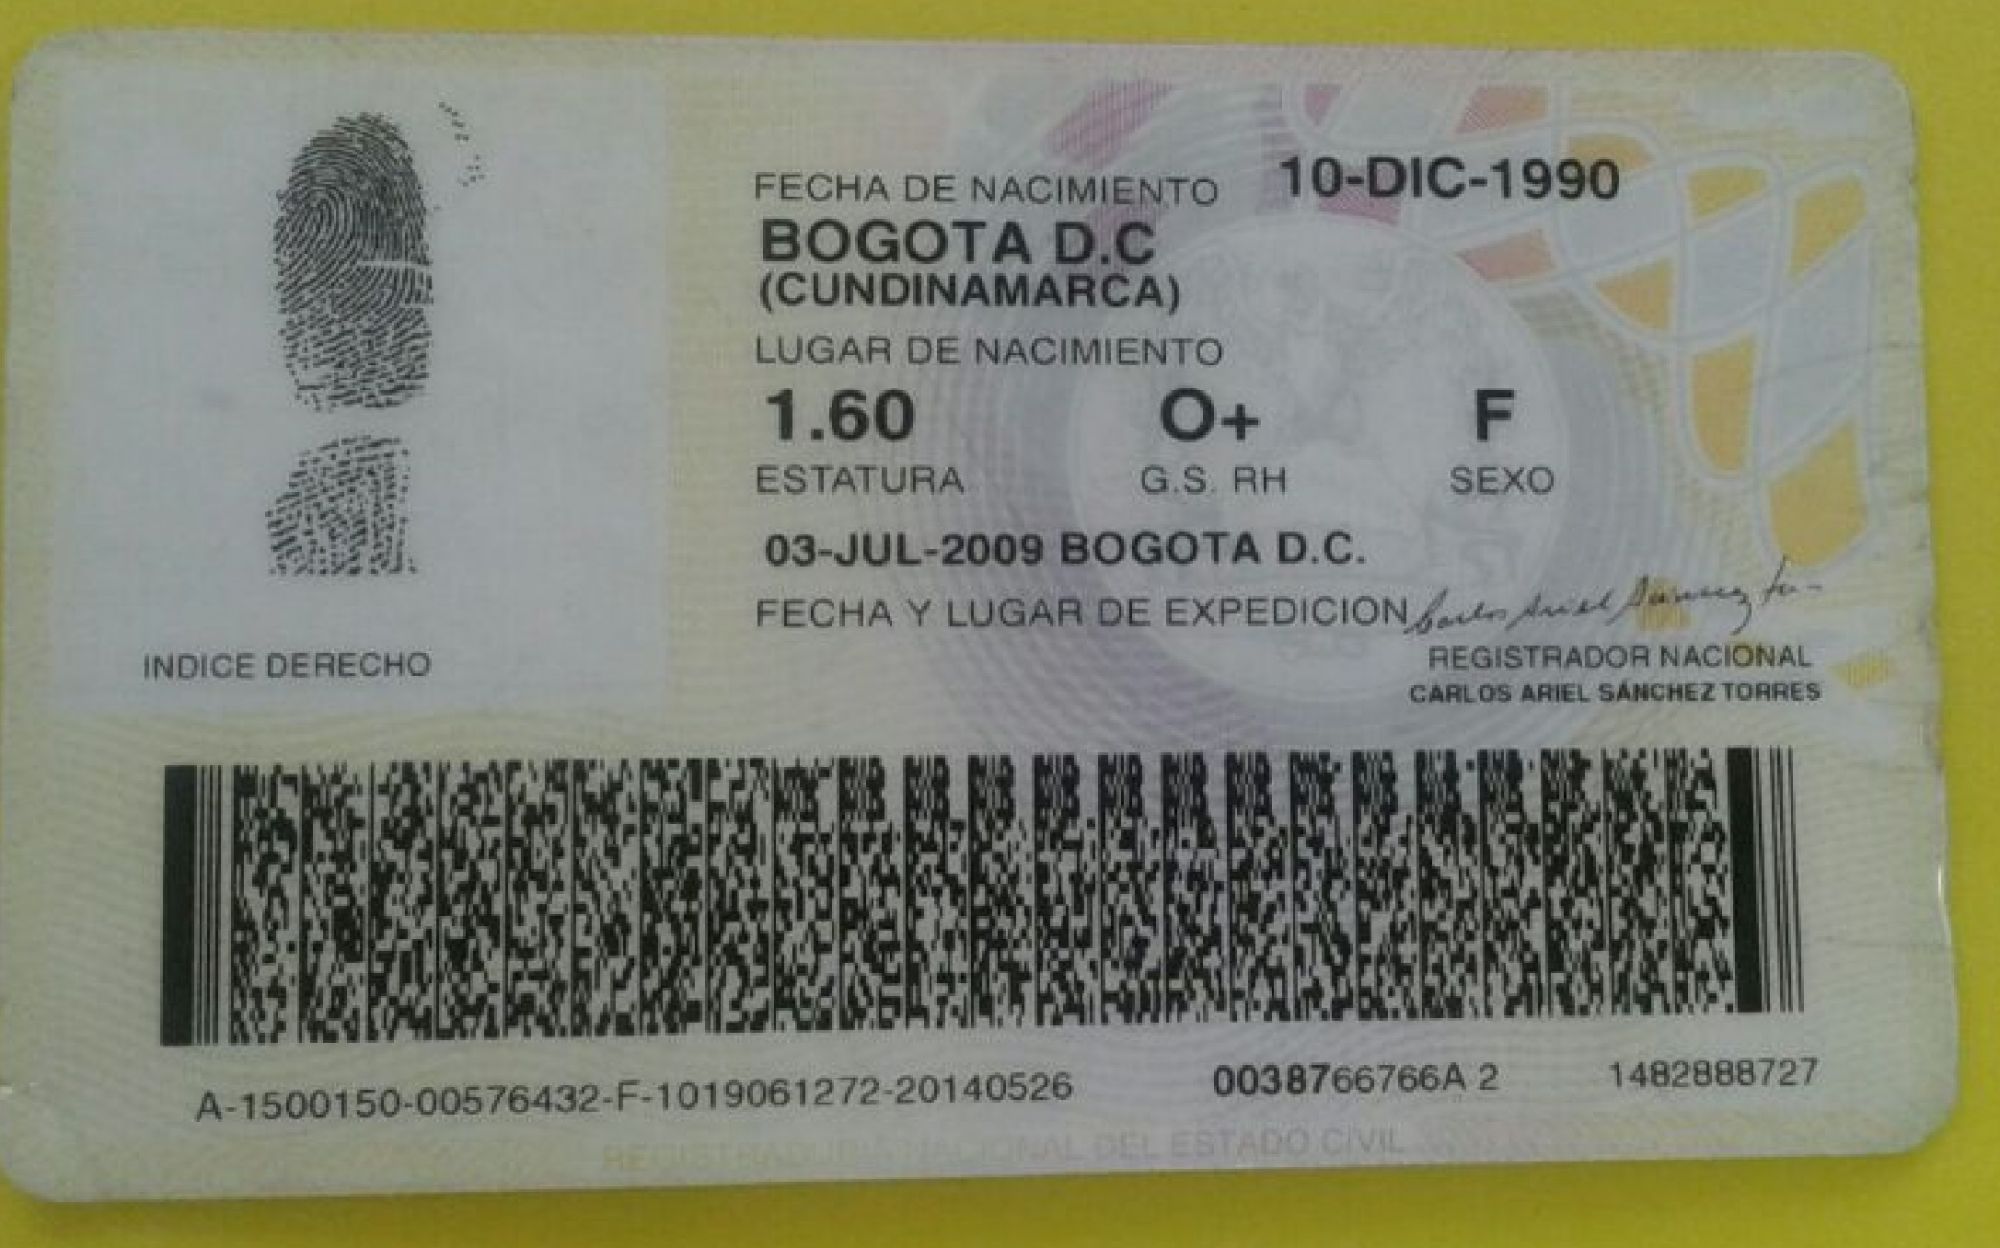 FECHA DE NACIMIENTO 10-DIC-1990
BOGOTA D.C
(CUNDINAMARCA)
LUGAR DE NACIMIENTO
1.60 O+ F
ESTATURA G.S. RH SEXO
03-JUL-2009 BOGOTA D.C.
FECHA Y LUGAR DE EXPEDICION
INDICE DERECHO
REGISTRADOR NACIONAL
CARLOS ARIEL SÁNCHEZ TORRES
A-1500150-00576432-F-1019061272-20140526 0038766766A 2 1482888727
REGISTRADURIA NACIONAL DEL ESTADO CIVIL